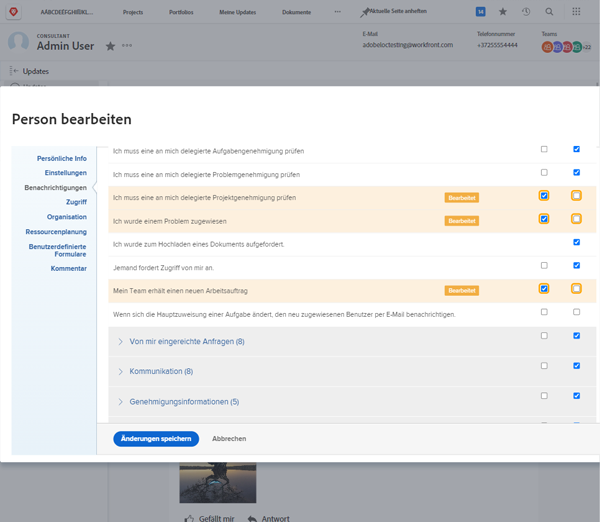 AÄBCDEÉFGHIÍBKL...
Projects
Portfolios
Meine Updates
Dokumente
Aktuelle Seite anheften
14
CONSULTANT
Admin User
E-Mail
adobeloctesting@workfront.com
Telefonnummer
+37255554444
Teams
+22
Updates
Person bearbeiten
Persönliche Info
Einstellungen
Benachrichtigungen
Zugriff
Organisation
Ressourcenplanung
Benutzerdefinierte
Formulare
Kommentar
Ich muss eine an mich delegierte Aufgabengenehmigung prüfen
Ich muss eine an mich delegierte Problemgenehmigung prüfen
Ich muss eine an mich delegierte Projektgenehmigung prüfen
Bearbeitet
Ich wurde einem Problem zugewiesen
Bearbeitet
Ich wurde zum Hochladen eines Dokuments aufgefordert.
Jemand fordert Zugriff von mir an.
Mein Team erhält einen neuen Arbeitsauftrag
Bearbeitet
Wenn sich die Hauptzuweisung einer Aufgabe ändert, den neu zugewiesenen Benutzer per E-Mail benachrichtigen.
Von mir eingereichte Anfragen (8)
Kommunikation (8)
Genehmigungsinformationen (5)
Änderungen speichern
Abbrechen
Gefällt mir
Antwort